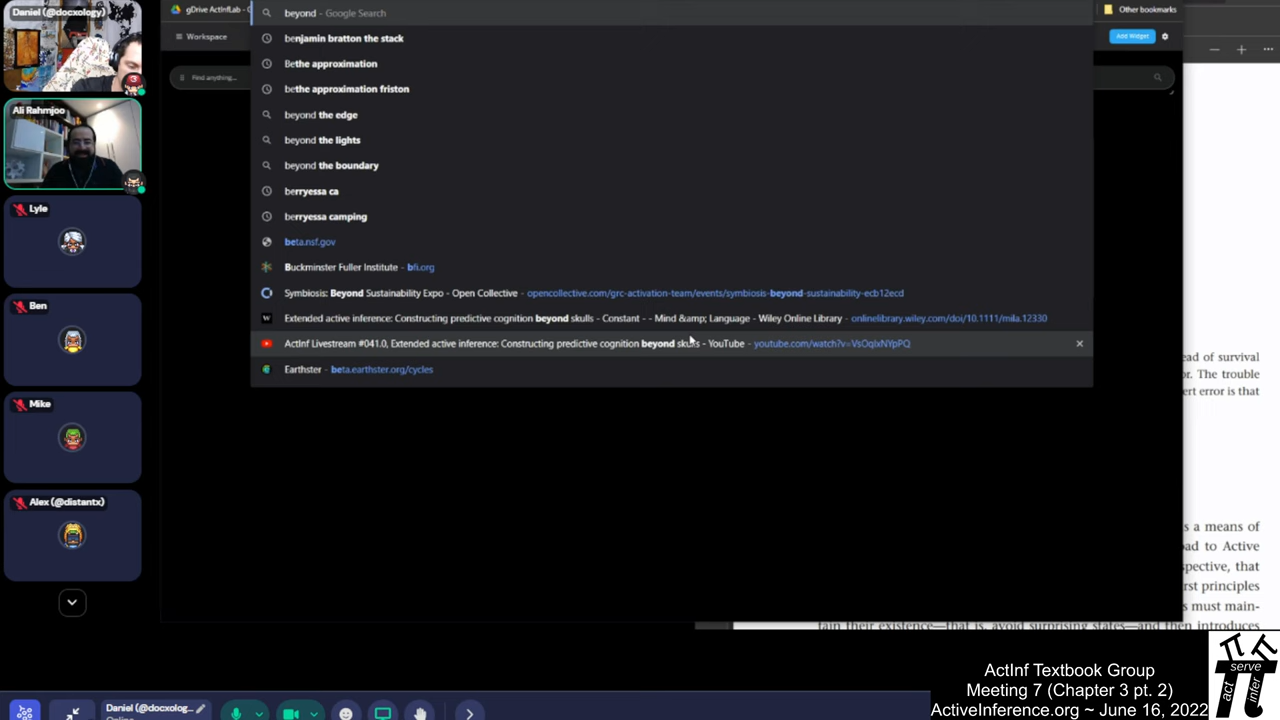 Daniel (@docxology)
gDrive ActInfLab -
beyond - Google Search
Other bookmarks
Workspace
Add Widget
Find anything...
benjamin bratton the stack
Bethe approximation
bethe approximation friston
beyond the edge
beyond the lights
beyond the boundary
berryessa ca
berryessa camping
beta.nsf.gov
Buckminster Fuller Institute - bfi.org
Symbiosis: Beyond Sustainability Expo - Open Collective - opencollective.com/grc-activation-team/events/symbiosis-beyond-sustainability-ecb12ecd
Extended active inference: Constructing predictive cognition beyond skulls - Constant - - Mind &amp; Language - Wiley Online Library - onlinelibrary.wiley.com/doi/10.1111/mila.12330
ActInf Livestream #041.0, Extended active inference: Constructing predictive cognition beyond skulls - YouTube - youtube.com/watch?v=VsOqIxNYpPQ
Earthster - beta.earthster.org/cycles
Ali Rahmjoo
Lyle
Ben
Mike
Alex (@distantx)
ead of survival
or. The trouble
ert error is that
s a means of
ad to Active
spective, that
rst principles
s must main-
tain their existence—that is, avoid surprising states—and then introduces
Daniel (@docxolog...
Online
ActInf Textbook Group
Meeting 7 (Chapter 3 pt. 2)
ActiveInference.org ~ June 16, 2022
serve
act
infer